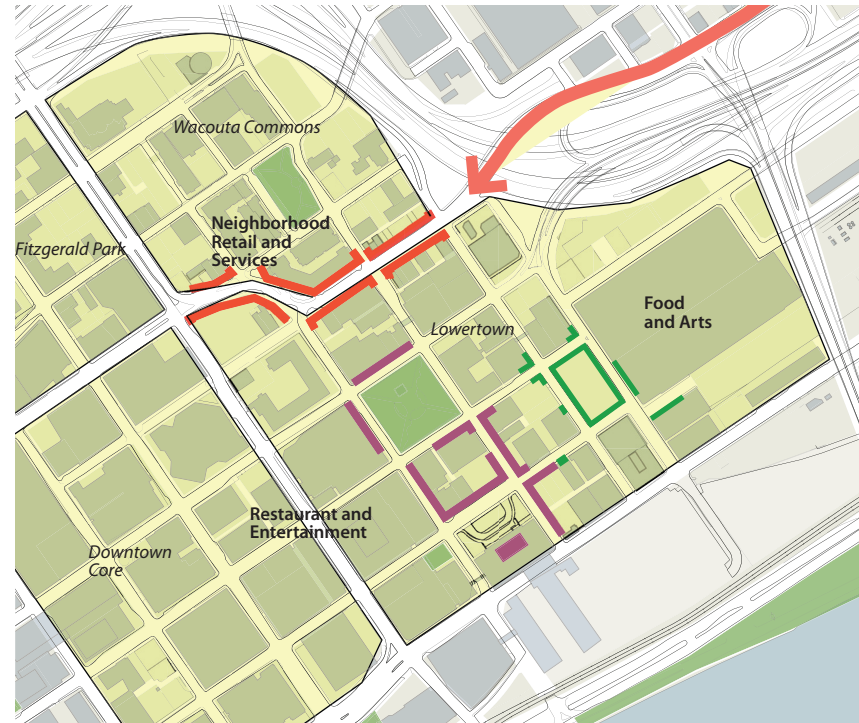 Wacouta Commons
Neighborhood
Retail and
Services
Fitzgerald Park
Food
and Arts
Lowertown
Restaurant and
Entertainment
Downtown
Core